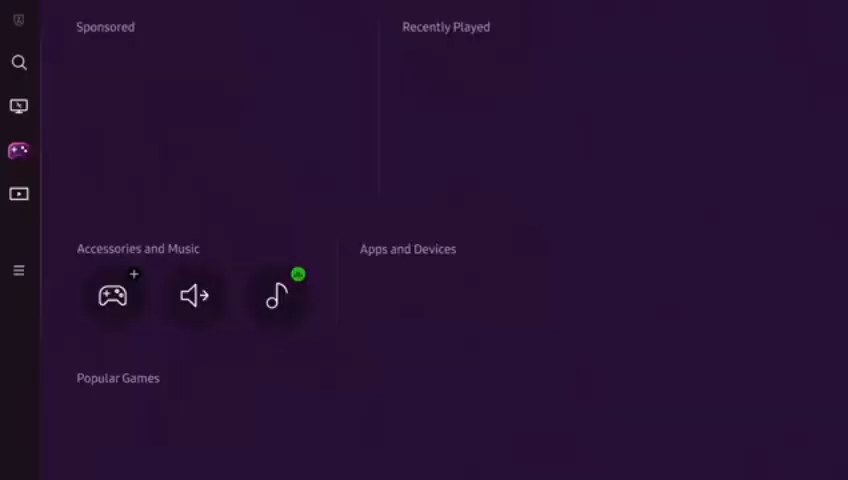 Sponsored
Recently Played
Accessories and Music
Apps and Devices
Popular Games